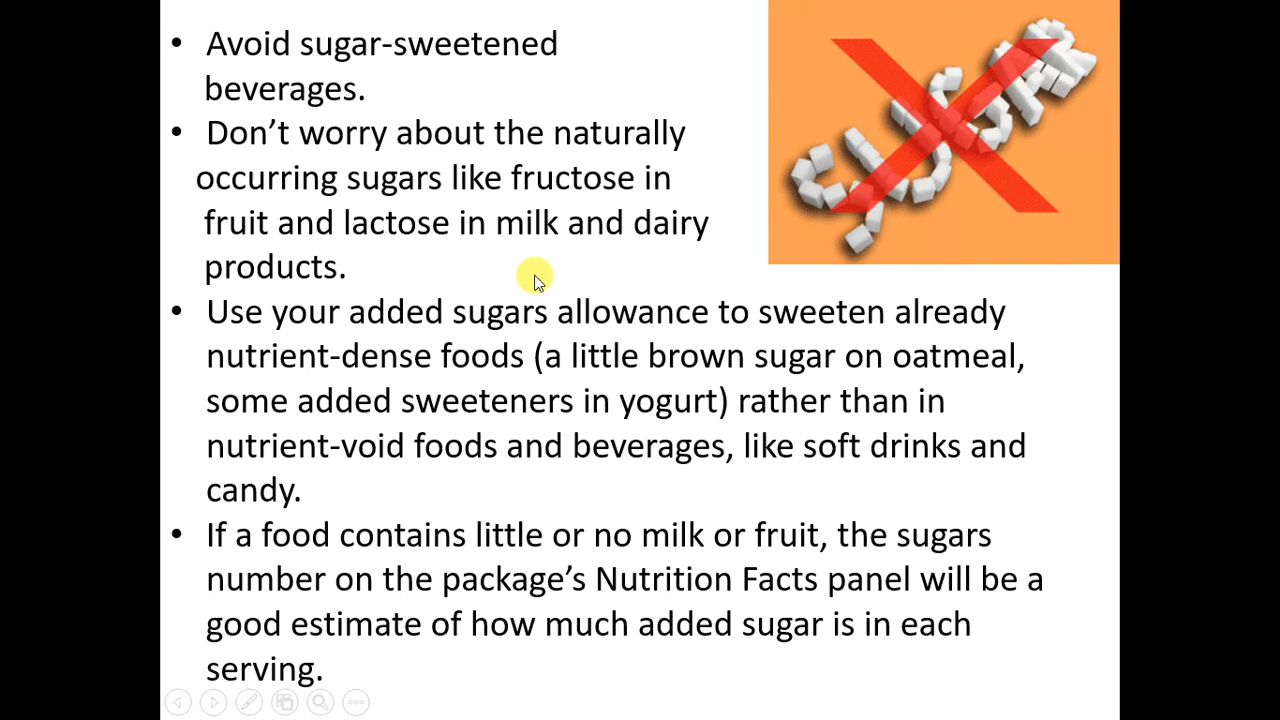 • Avoid sugar-sweetened
beverages.
• Don’t worry about the naturally
occurring sugars like fructose in
fruit and lactose in milk and dairy
products.
• Use your added sugars allowance to sweeten already
nutrient-dense foods (a little brown sugar on oatmeal,
some added sweeteners in yogurt) rather than in
nutrient-void foods and beverages, like soft drinks and
candy.
• If a food contains little or no milk or fruit, the sugars
number on the package’s Nutrition Facts panel will be a
good estimate of how much added sugar is in each
serving.
SUGAR